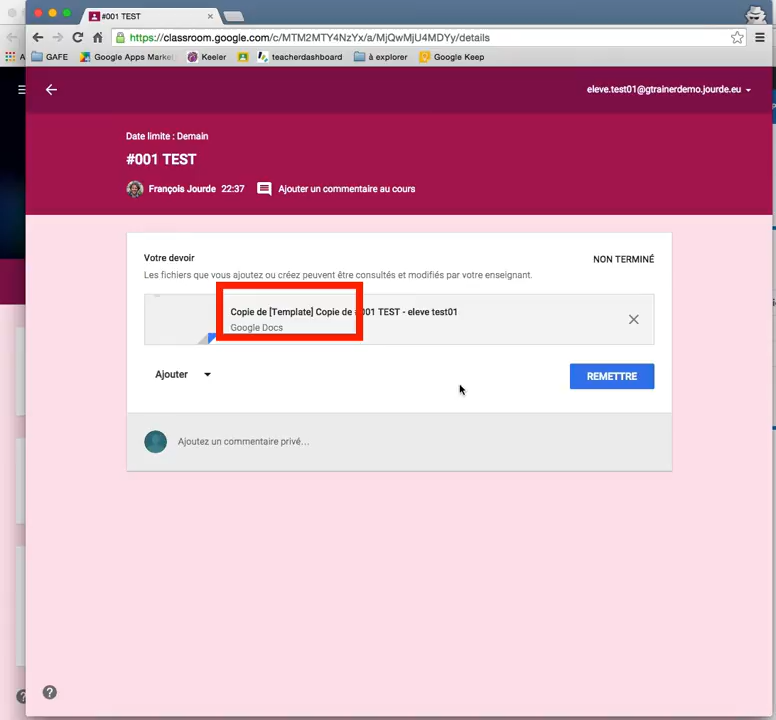 #001 TEST
https://classroom.google.com/c/MTM2MTY4NzYx/a/MjQwMjU4MDYy/details
A
GAFE
Google Apps Marke
Keeler
teacherdashboard
à explorer
Google Keep
eleve.test01@gtrainerdemo.jourde.eu
Date limite : Demain
#001 TEST
François Jourde 22:37 Ajouter un commentaire au cours
Votre devoir
NON TERMINÉ
Les fichiers que vous ajoutez ou créez peuvent être consultés et modifiés par votre enseignant.
Copie de [Template] Copie de #001 TEST - eleve test01
Google Docs
Ajouter
REMETTRE
Ajoutez un commentaire privé…
?